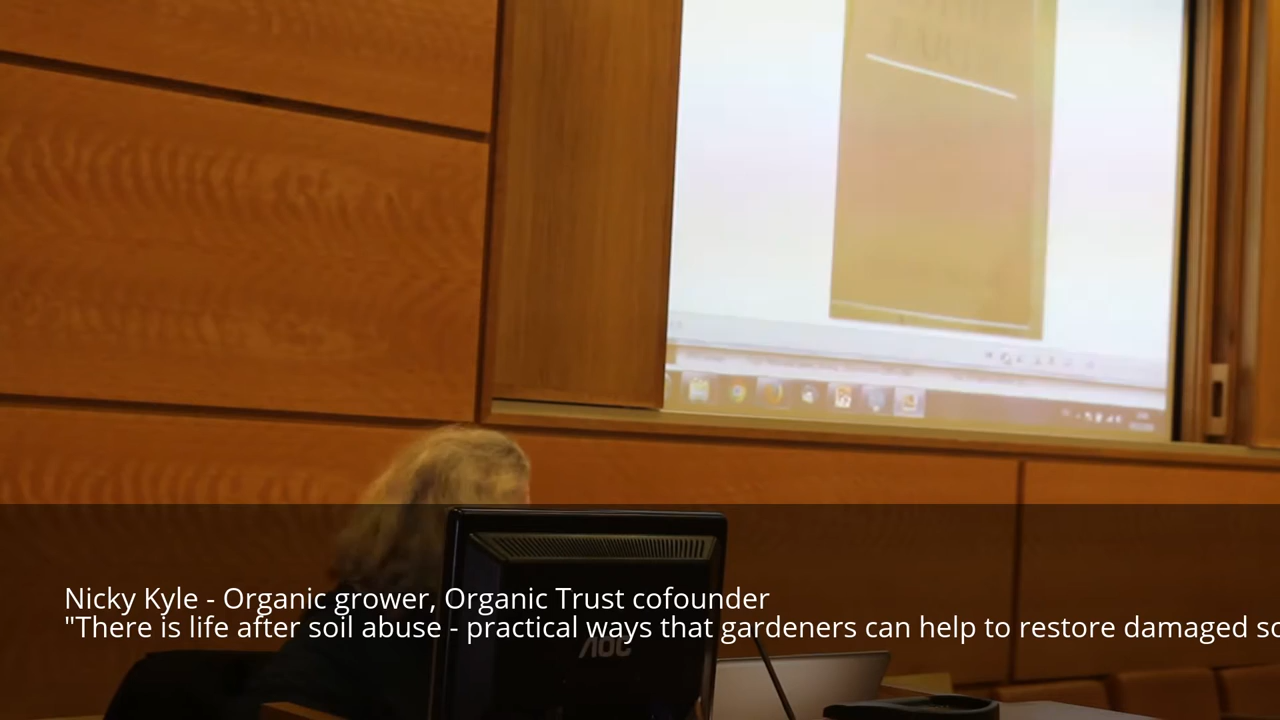 Nicky Kyle - Organic grower, Organic Trust cofounder
"There is life after soil abuse - practical ways that gardeners can help to restore damaged so
AOC